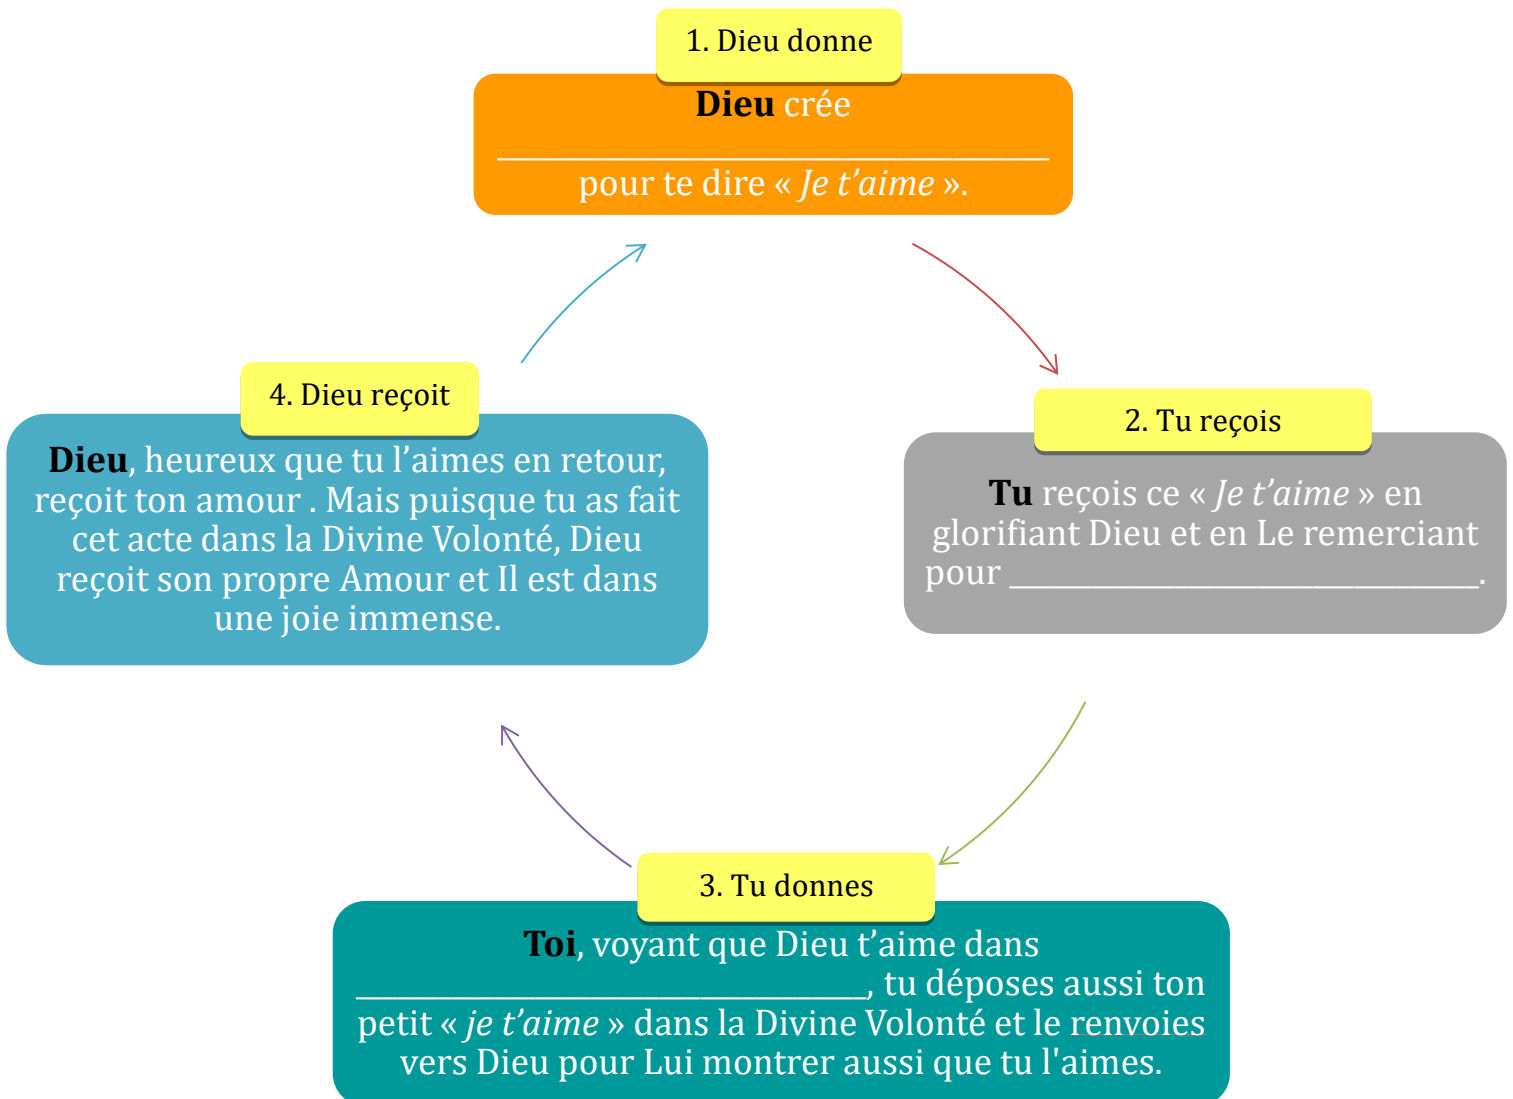 1. Dieu donne
Dieu crée
________________________________________
pour te dire « Je t’aime ».
2. Tu reçois
Tu reçois ce « Je t’aime » en
glorifiant Dieu et en Le remerciant
pour __________________________________.
3. Tu donnes
Toi, voyant que Dieu t’aime dans
_____________________________________, tu déposes aussi ton
petit « je t’aime » dans la Divine Volonté et le renvoies
vers Dieu pour Lui montrer aussi que tu l'aimes.
4. Dieu reçoit
Dieu, heureux que tu l’aimes en retour,
reçoit ton amour . Mais puisque tu as fait
cet acte dans la Divine Volonté, Dieu
reçoit son propre Amour et Il est dans
une joie immense.